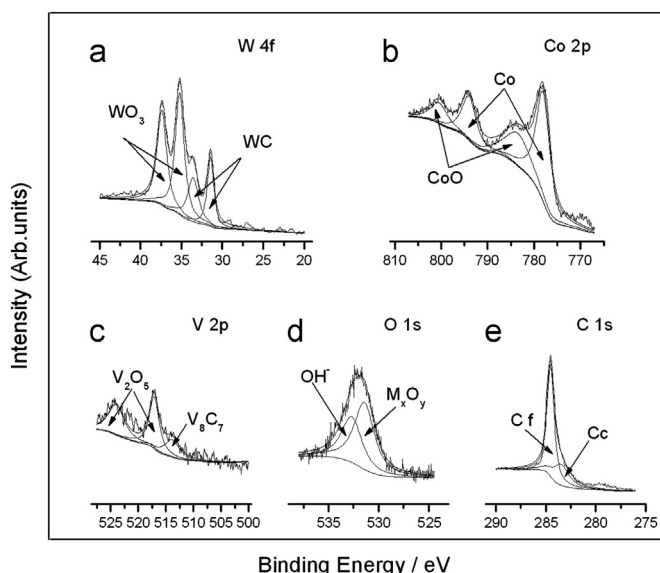 a W 4f
WO3
WC
45 40 35 30 25 20
b Co 2p
Co
CoO
810 800 790 780 770
Intensity (Arb.units)
c V 2p
V2O5
V8C7
525 520 515 510 505 500
d O 1s
OH-
MxOy
535 530 525
e C 1s
C f
Cc
290 285 280 275
Binding Energy / eV